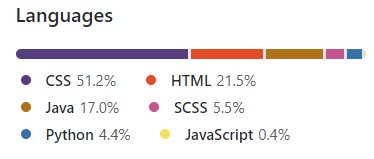 Languages
CSS 51.2% HTML 21.5%
Java 17.0% SCSS 5.5%
Python 4.4% JavaScript 0.4%